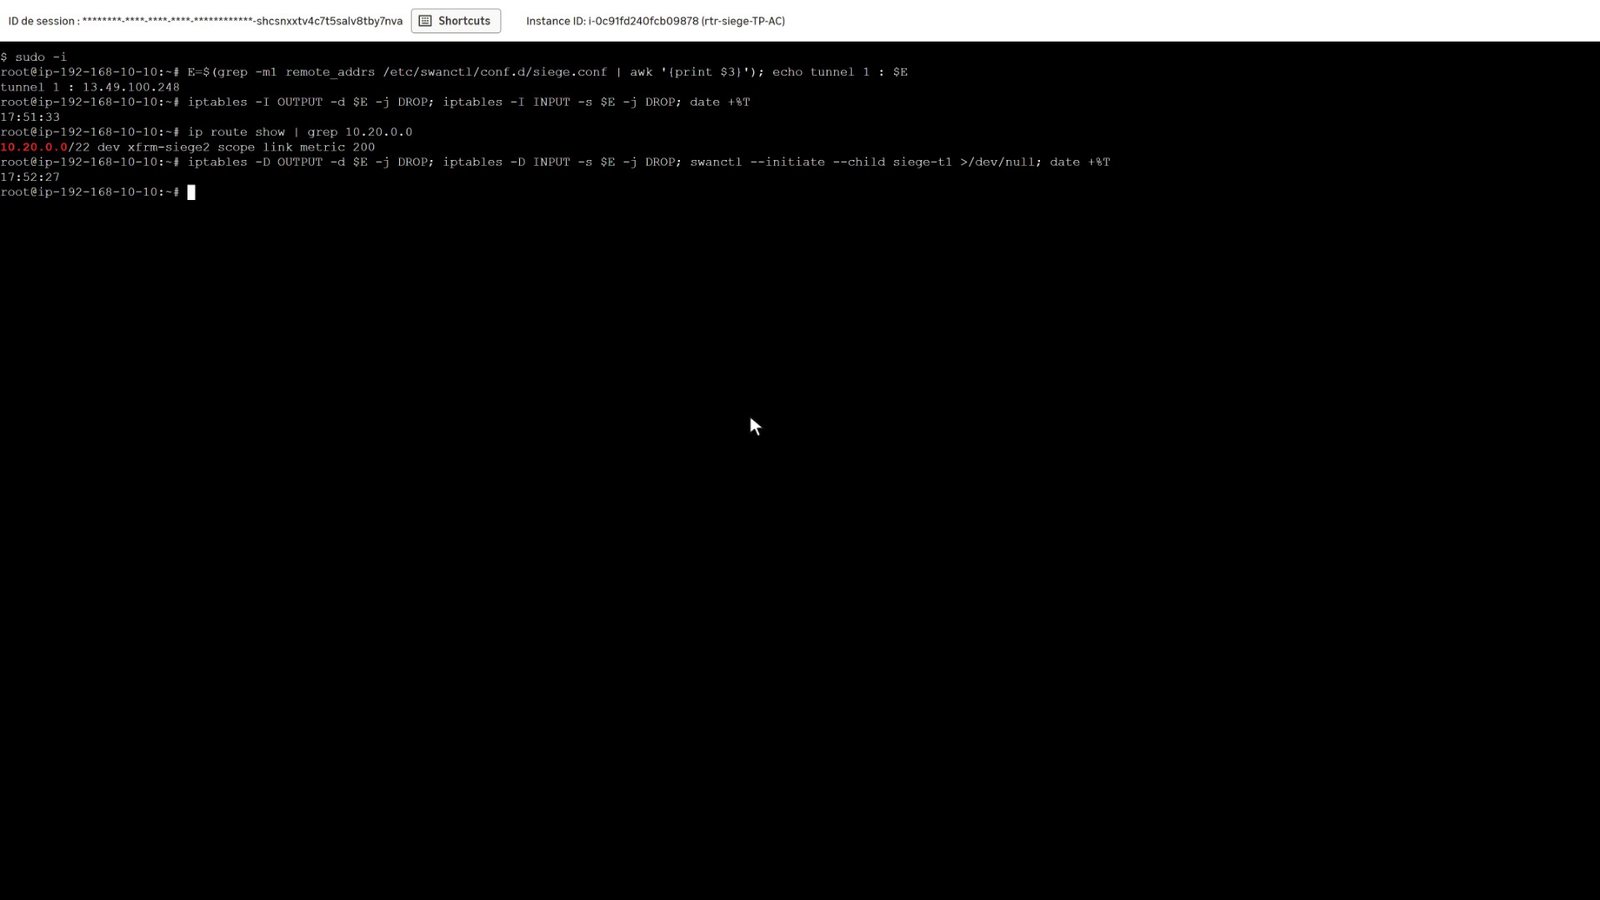 ID de session : ********-****-****-****-************-shcsnxxtv4c7t5salv8tby7nva Shortcuts Instance ID: i-0c91fd240fcb09878 (rtr-siege-TP-AC)
$ sudo -i
root@ip-192-168-10-10:~# E=$(grep -m1 remote_addrs /etc/swanctl/conf.d/siege.conf | awk '{print $3}'); echo tunnel 1 : $E
tunnel 1 : 13.49.100.248
root@ip-192-168-10-10:~# iptables -I OUTPUT -d $E -j DROP; iptables -I INPUT -s $E -j DROP; date +%T
17:51:33
root@ip-192-168-10-10:~# ip route show | grep 10.20.0.0
10.20.0.0/22 dev xfrm-siege2 scope link metric 200
root@ip-192-168-10-10:~# iptables -D OUTPUT -d $E -j DROP; iptables -D INPUT -s $E -j DROP; swanctl --initiate --child siege-t1 >/dev/null; date +%T
17:52:27
root@ip-192-168-10-10:~#